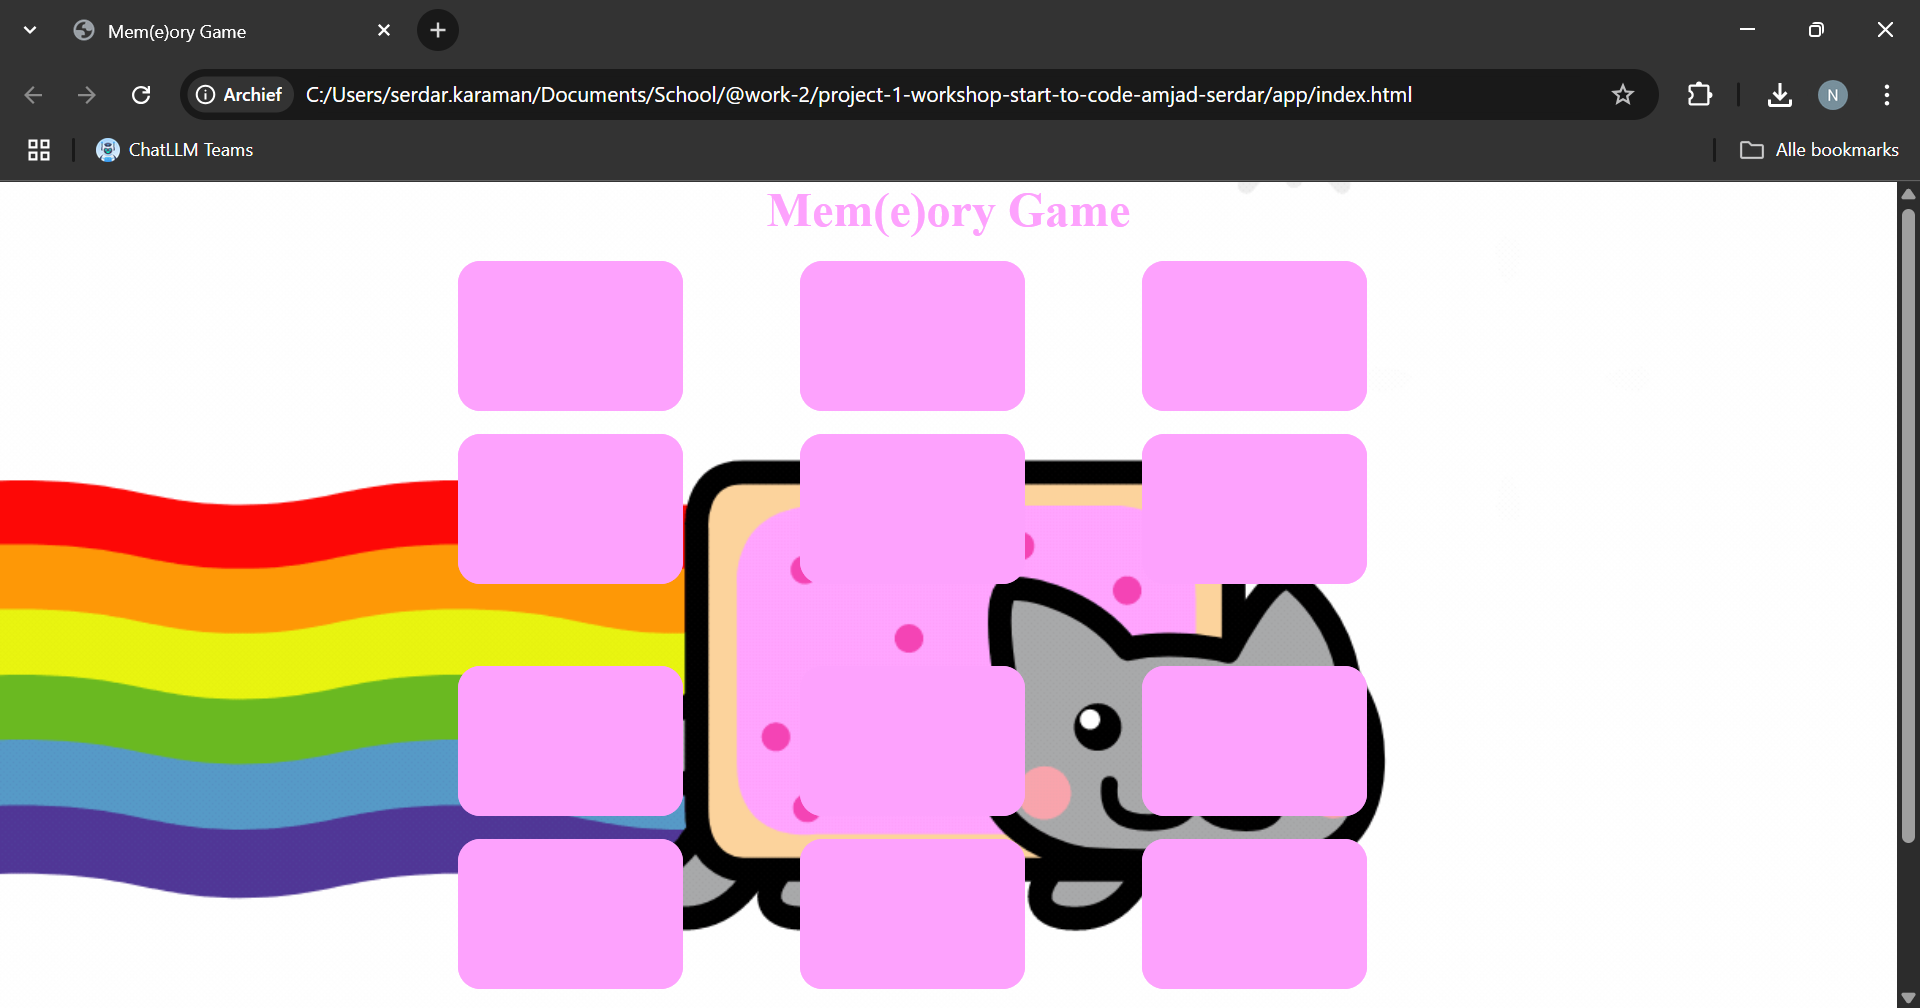 Mem(e)ory Game
Archief C:/Users/serdar.karaman/Documents/School/@work-2/project-1-workshop-start-to-code-amjad-serdar/app/index.html
N
ChatLLM Teams
Alle bookmarks
Mem(e)ory Game